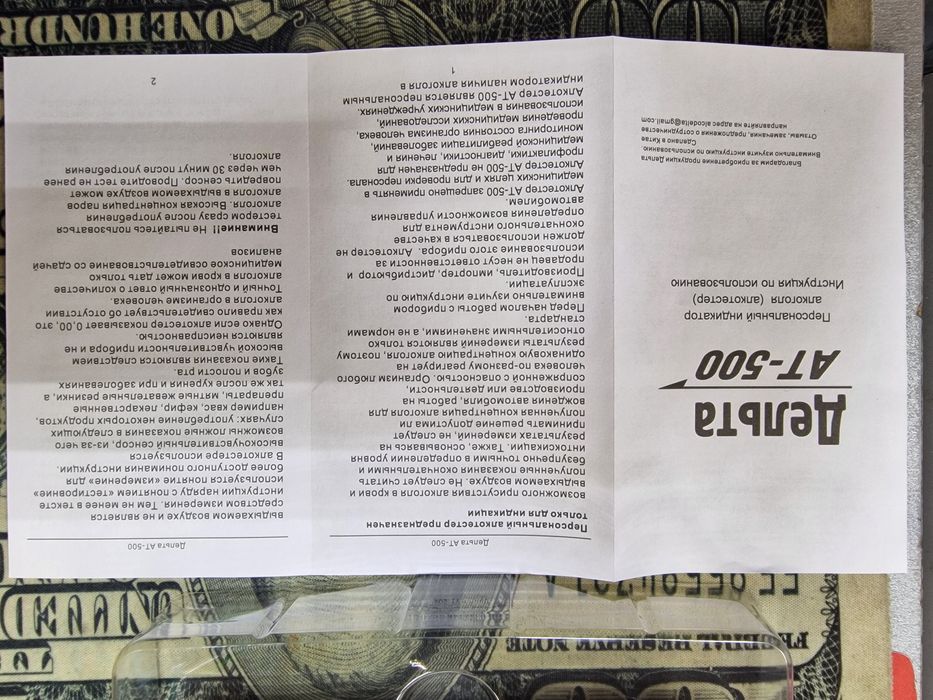 Дельта
АТ-500
Персональный индикатор
алкоголя (алкотестер)
Инструкция по использованию
Благодарим за приобретение продукции Дельта
Внимательно изучите инструкцию по использованию.
Сделано в Китае
Отзывы, замечания, предложения о сотрудничестве
направляйте на адрес alcodelta@gmail.com
Дельта АТ-500
Персональный алкотестер предназначен
только для индикации
возможного присутствия алкоголя в крови и
выдыхаемом воздухе. Не следует считать
полученные показания окончательными и
безупречно точными в определении уровня
интоксикации. Также, основываясь на
результатах измерений, не следует
принимать решение допустима ли
полученная концентрация алкоголя для
вождения автомобиля, работы на
производстве или деятельности,
сопряженной с опасностью. Организм любого
человека по-разному реагирует на
одинаковую концентрацию алкоголя, поэтому
результаты измерений являются только
относительными значениями, а не нормами
стандарта.
Перед началом работы с прибором
внимательно изучите инструкцию по
эксплуатации.
Производитель, импортер, дистрибьютор и
продавец не несут ответственности за
использование этого прибора. Алкотестер не
должен использоваться в качестве
окончательного инструмента для
определения возможности управления
автомобилем.
Алкотестер АТ-500 запрещено применять в
медицинских целях и для проверки персонала.
Алкотестер АТ-500 не предназначен для
профилактики, диагностики, лечения и
медицинской реабилитации заболеваний,
мониторинга состояния организма человека,
проведения медицинских исследований,
использования в медицинских учреждениях.
Алкотестер АТ-500 является персональным
индикатором наличия алкоголя в
1
Дельта АТ-500
выдыхаемом воздухе и не является
средством измерения. Тем не менее в тексте
инструкции наряду с понятием «тестирование»
используется понятие «измерение» для
более доступного понимания инструкции.
В алкотестере используется
высокочувствительный сенсор, из-за чего
возможны ложные показания в следующих
случаях: употребление некоторых продуктов,
например квас, кефир, лекарственные
препараты, мятные жевательные резинки, а
так же после курения и при заболеваниях
зубов и полости рта.
Такие показания являются следствием
высокой чувствительности прибора и не
являются неисправностью.
Однако если алкотестер показывает 0,00, это
как правило свидетельствует об отсутствии
алкоголя в организме человека.
Точный и однозначный ответ о количестве
алкоголя в крови может дать только
медицинское освидетельствование со сдачей
анализов
Внимание!! Не пытайтесь пользоваться
тестером сразу после употребления
алкоголя. Высокая концентрация паров
алкоголя в выдыхаемом воздухе может
повредить сенсор. Проводите тест не ранее
чем через 30 минут после употребления
алкоголя.
2
ONE HUNDR
FEDERAL RESERVE NOTE